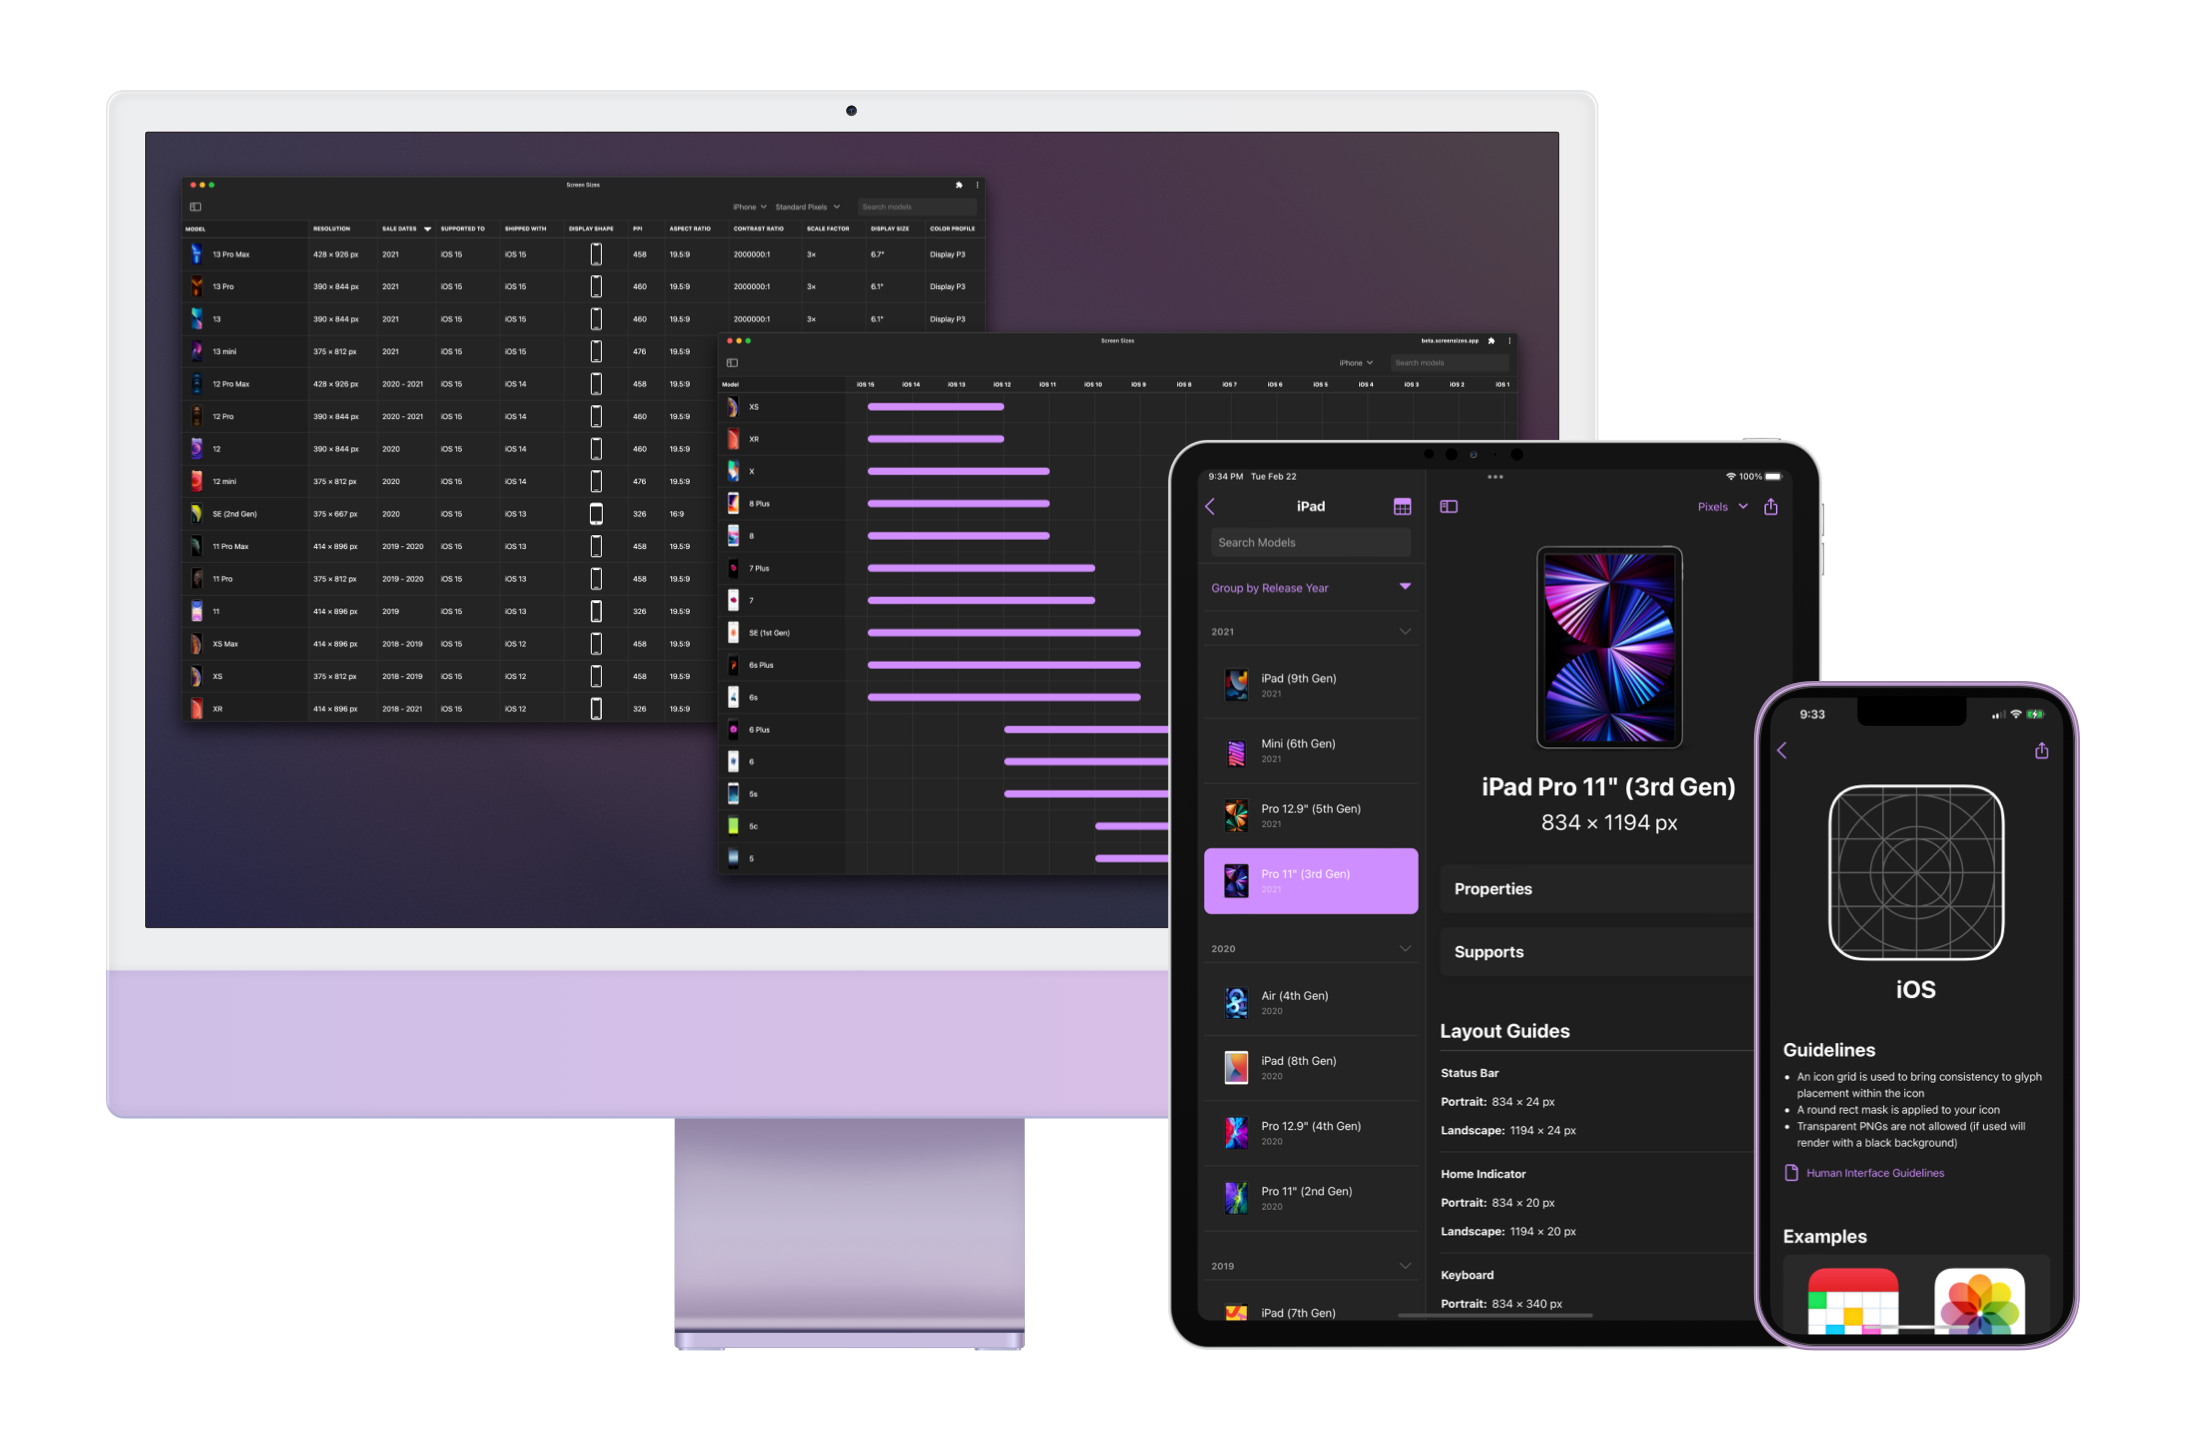 Screen Sizes
iPhone Standard Pixels Search models
MODEL RESOLUTION SALE DATES SUPPORTED TO SHIPPED WITH DISPLAY SHAPE PPI ASPECT RATIO CONTRAST RATIO SCALE FACTOR DISPLAY SIZE COLOR PROFILE
13 Pro Max 428 × 926 px 2021 iOS 15 iOS 15 458 19.5:9 2000000:1 3× 6.7" Display P3
13 Pro 390 × 844 px 2021 iOS 15 iOS 15 460 19.5:9 2000000:1 3× 6.1" Display P3
13 390 × 844 px 2021 iOS 15 iOS 15 460 19.5:9 2000000:1 3× 6.1" Display P3
13 mini 375 × 812 px 2021 iOS 15 iOS 15 476 19.5:9
12 Pro Max 428 × 926 px 2020 - 2021 iOS 15 iOS 14 458 19.5:9
12 Pro 390 × 844 px 2020 - 2021 iOS 15 iOS 14 460 19.5:9
12 390 × 844 px 2020 iOS 15 iOS 14 460 19.5:9
12 mini 375 × 812 px 2020 iOS 15 iOS 14 476 19.5:9
SE (2nd Gen) 375 × 667 px 2020 iOS 15 iOS 13 326 16:9
11 Pro Max 414 × 896 px 2019 - 2020 iOS 15 iOS 13 458 19.5:9
11 Pro 375 × 812 px 2019 - 2020 iOS 15 iOS 13 458 19.5:9
11 414 × 896 px 2019 iOS 15 iOS 13 326 19.5:9
XS Max 414 × 896 px 2018 - 2019 iOS 15 iOS 12 458 19.5:9
XS 375 × 812 px 2018 - 2019 iOS 15 iOS 12 458 19.5:9
XR 414 × 896 px 2018 - 2021 iOS 15 iOS 12 326 19.5:9
Screen Sizes beta.screensizes.app
iPhone Search models
Model iOS 15 iOS 14 iOS 13 iOS 12 iOS 11 iOS 10 iOS 9 iOS 8 iOS 7 iOS 6 iOS 5 iOS 4 iOS 3 iOS 2 iOS 1
XS
XR
X
8 Plus
8
7 Plus
7
SE (1st Gen)
6s Plus
6s
6 Plus
6
5s
5c
5
9:34 PM Tue Feb 22 100%
iPad
Search Models
Group by Release Year
2021
iPad (9th Gen)
2021
Mini (6th Gen)
2021
Pro 12.9" (5th Gen)
2021
Pro 11" (3rd Gen)
2021
2020
Air (4th Gen)
2020
iPad (8th Gen)
2020
Pro 12.9" (4th Gen)
2020
Pro 11" (2nd Gen)
2020
2019
iPad (7th Gen)
Pixels
iPad Pro 11" (3rd Gen)
834 × 1194 px
Properties
Supports
Layout Guides
Status Bar
Portrait: 834 × 24 px
Landscape: 1194 × 24 px
Home Indicator
Portrait: 834 × 20 px
Landscape: 1194 × 20 px
Keyboard
Portrait: 834 × 340 px
9:33
iOS
Guidelines
• An icon grid is used to bring consistency to glyph
placement within the icon
• A round rect mask is applied to your icon
• Transparent PNGs are not allowed (if used will
render with a black background)
Human Interface Guidelines
Examples